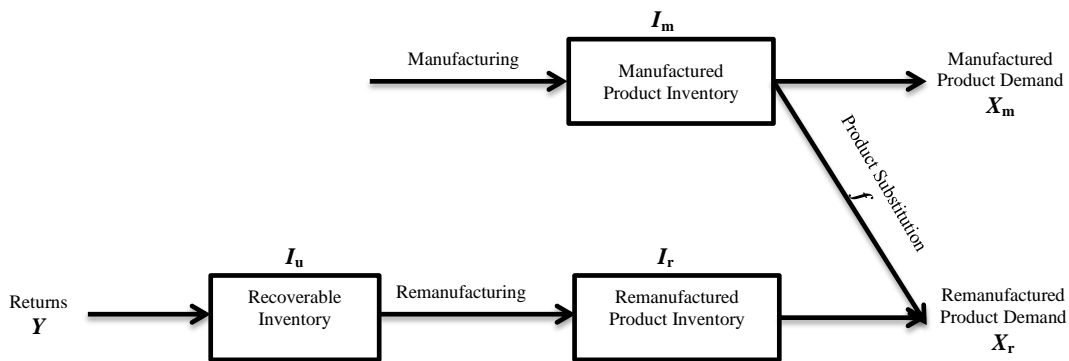 I_m
Manufacturing
Manufactured
Product Inventory
Manufactured
Product Demand
X_m
Product Substitution
f
I_u
I_r
Returns
Y
Recoverable
Inventory
Remanufacturing
Remanufactured
Product Inventory
Remanufactured
Product Demand
X_r